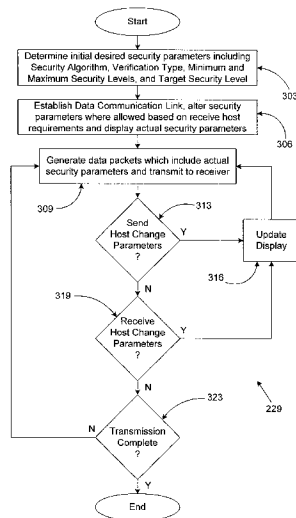 Start
Determine initial desired security parameters including
Security Algorithm, Verification Type, Minimum and
Maximum Security Levels, and Target Security Level
303
Establish Data Communication Link, alter security
parameters where allowed based on receive host
requirements and display actual security parameters
306
Generate data packets which include actual
security parameters and transmit to receiver
309
313
Send
Host Change
Parameters
?
Y
N
Update
Display
316
319
Receive
Host Change
Parameters
?
Y
N
323
Transmission
Complete
?
N
Y
229
End